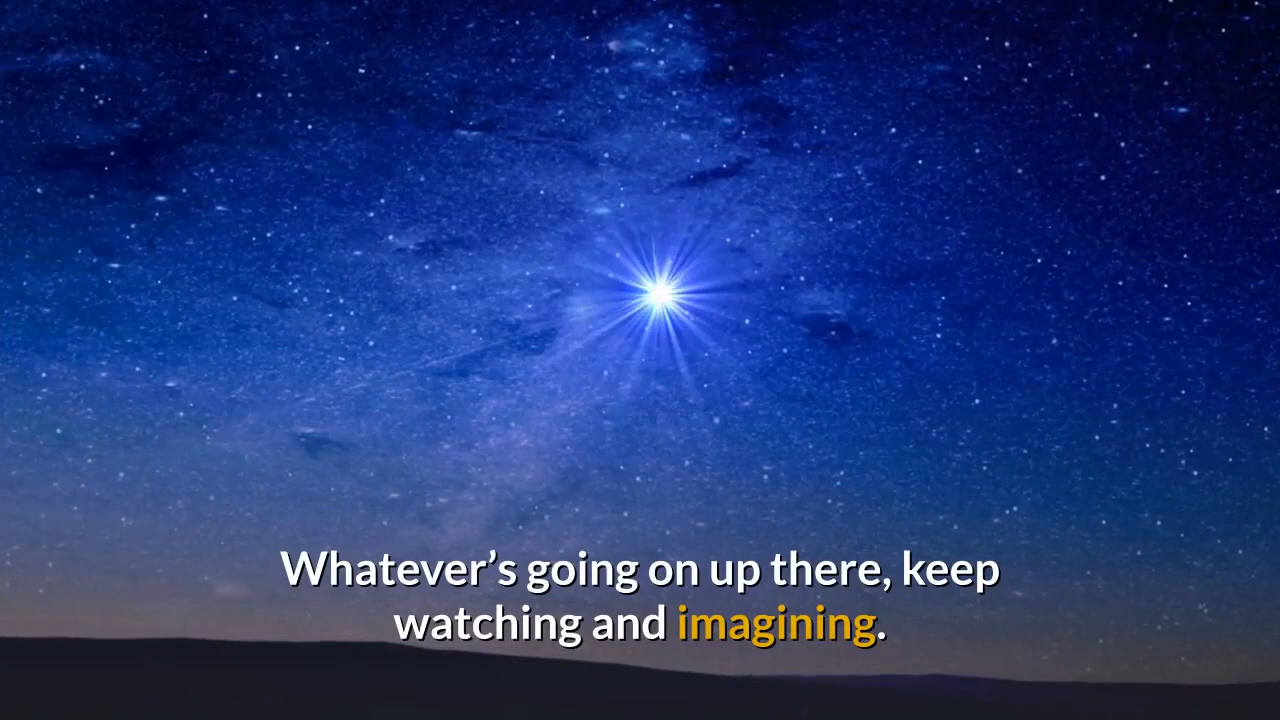 Whatever’s going on up there, keep
watching and imagining.